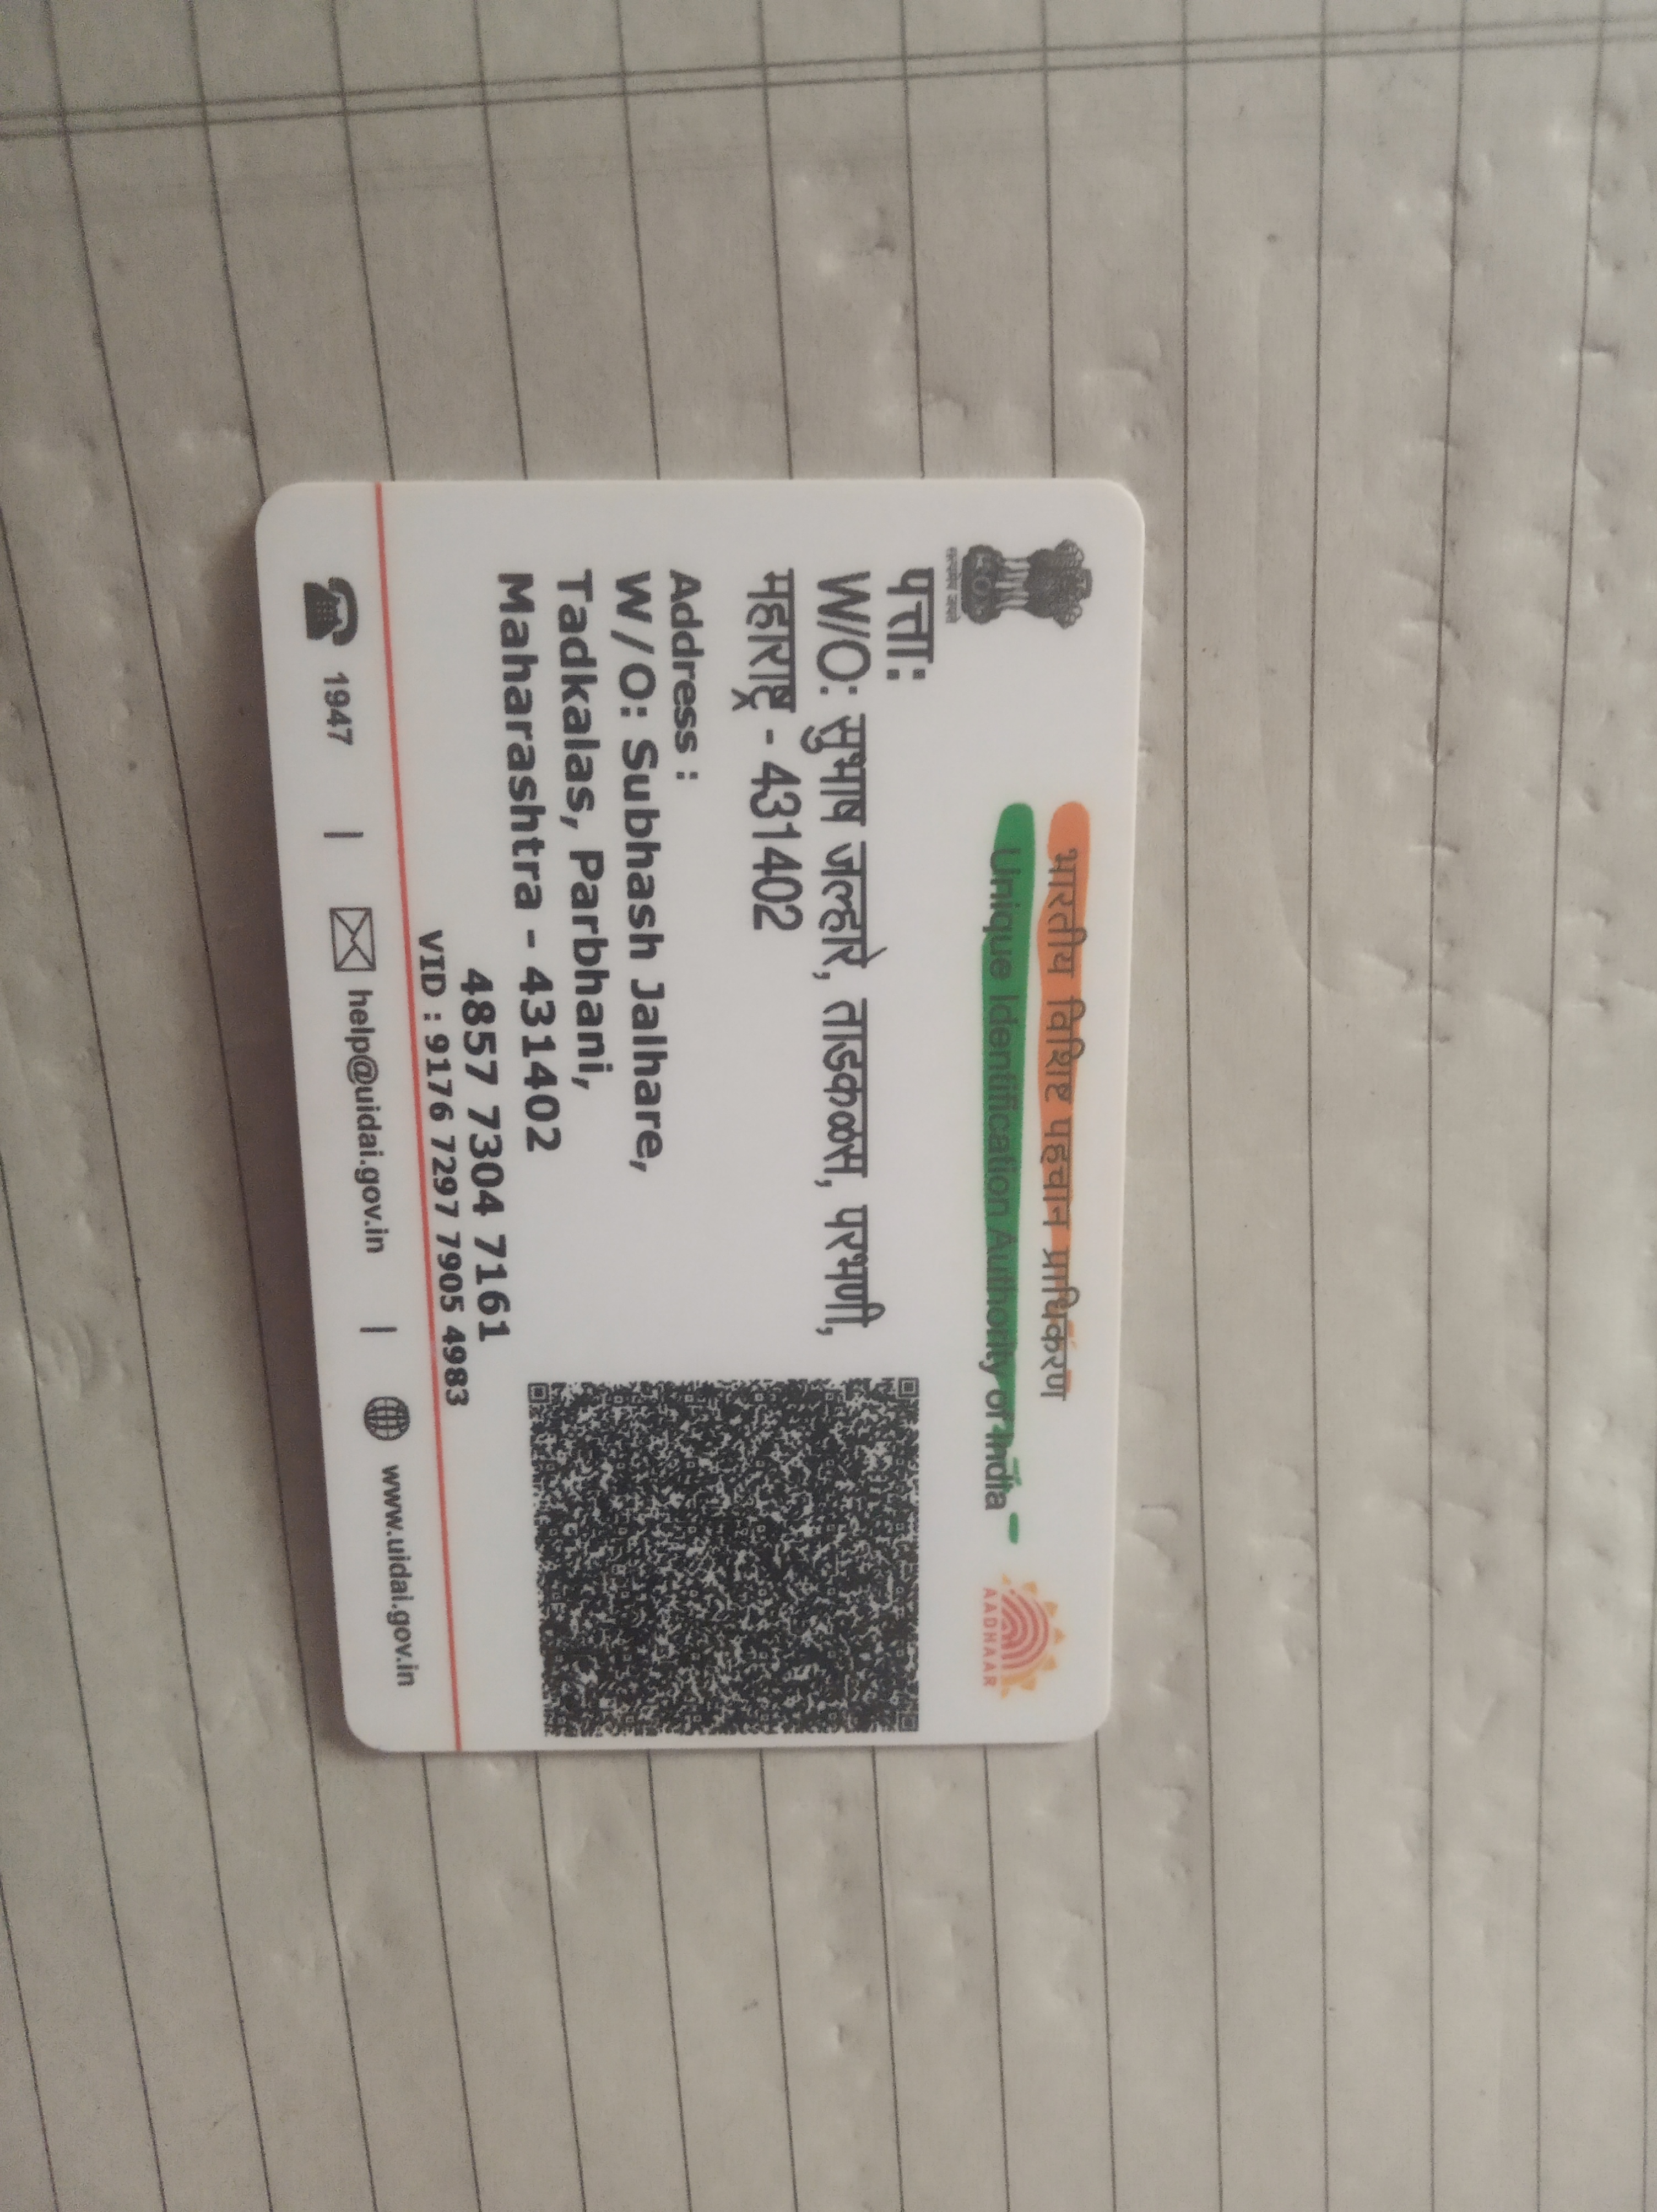 भारतीय विशिष्ट पहचान प्राधिकरण
Unique Identification Authority of India
सत्यमेव जयते
AADHAAR
पत्ता:
W/O: सुभाष जल्हारे, ताडकळस, परभणी,
महाराष्ट्र - 431402
Address :
W/O: Subhash Jalhare,
Tadkalas, Parbhani,
Maharashtra - 431402
4857 7304 7161
VID : 9176 7297 7905 4983
1947 | help@uidai.gov.in | www.uidai.gov.in